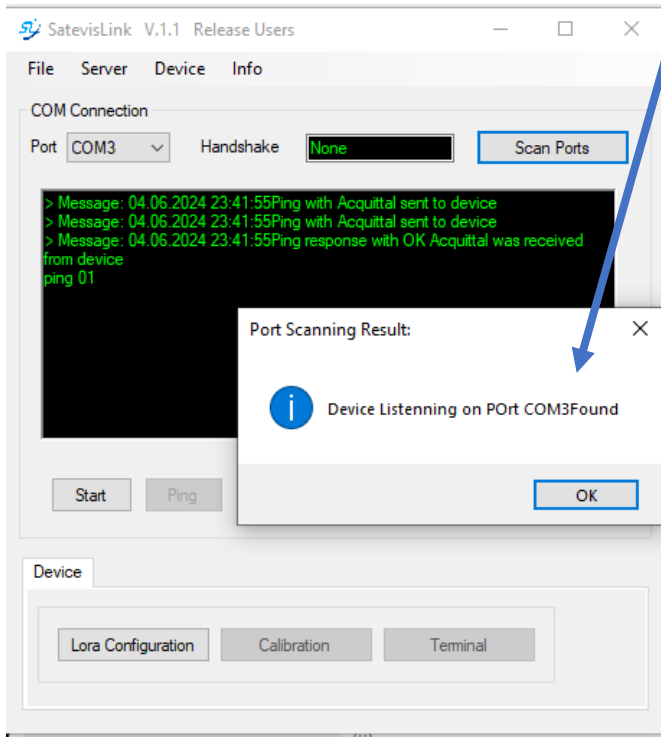 SatevisLink V.1.1 Release Users
File Server Device Info
COM Connection
Port COM3 Handshake None Scan Ports
> Message: 04.06.2024 23:41:55Ping with Acquittal sent to device
> Message: 04.06.2024 23:41:55Ping with Acquittal sent to device
> Message: 04.06.2024 23:41:55Ping response with OK Acquittal was received
from device
ping 01
Port Scanning Result:
Device Listenning on POrt COM3Found
OK
Start Ping
Device
Lora Configuration Calibration Terminal